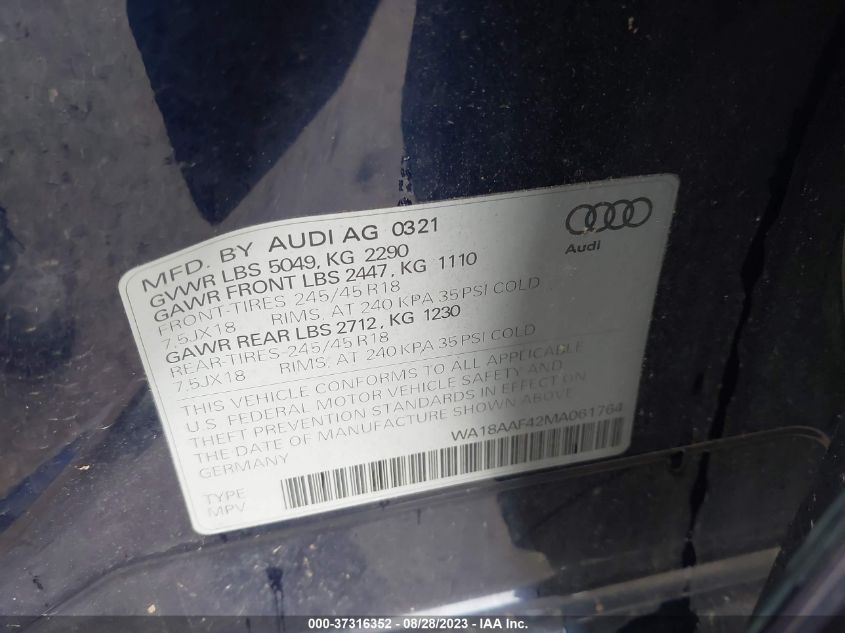 MFD. BY AUDI AG 0321
Audi
GVWR LBS 5049, KG 2290
GAWR FRONT LBS 2447, KG 1110
FRONT-TIRES 245/45 R18
7.5JX18 RIMS, AT 240 KPA 35 PSI COLD
GAWR REAR LBS 2712, KG 1230
REAR-TIRES-245/45 R18
7.5JX18 RIMS, AT 240 KPA 35 PSI COLD
THIS VEHICLE CONFORMS TO ALL APPLICABLE
U.S. FEDERAL MOTOR VEHICLE SAFETY AND
THEFT PREVENTION STANDARDS IN EFFECT ON
THE DATE OF MANUFACTURE SHOWN ABOVE
GERMANY WA18AAF42MA061764
TYPE
MPV
000-37316352 / 08/28/2023 - IAA Inc.